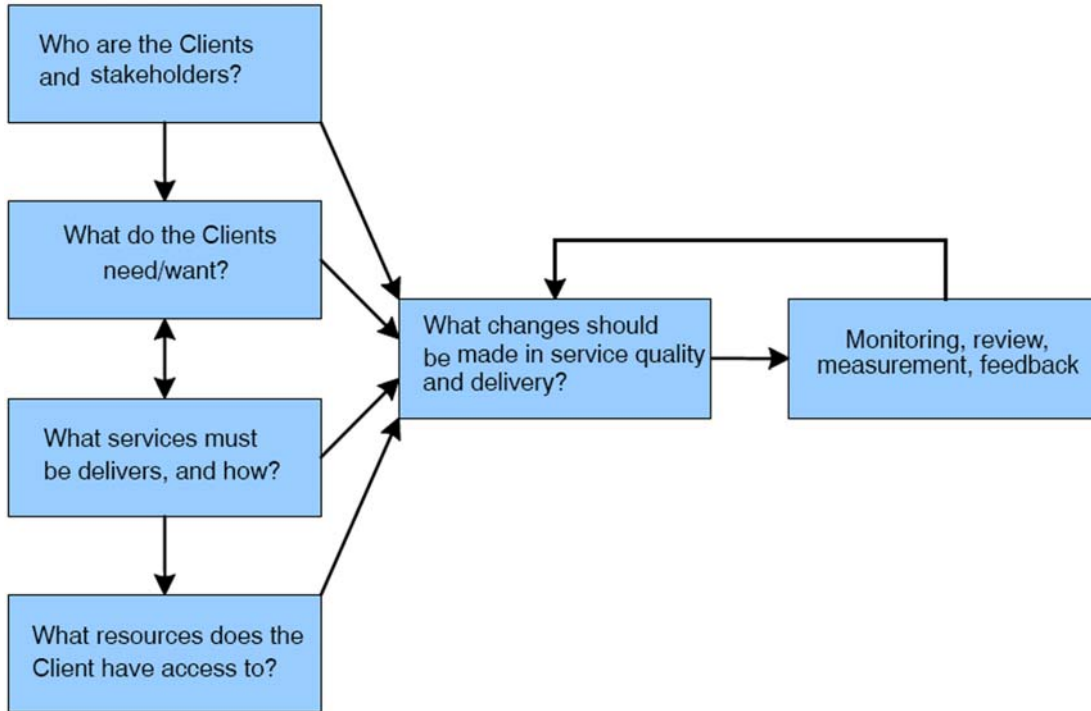 Who are the Clients
and stakeholders?
What do the Clients
need/want?
What services must
be delivers, and how?
What resources does the
Client have access to?
What changes should
be made in service quality
and delivery?
Monitoring, review,
measurement, feedback